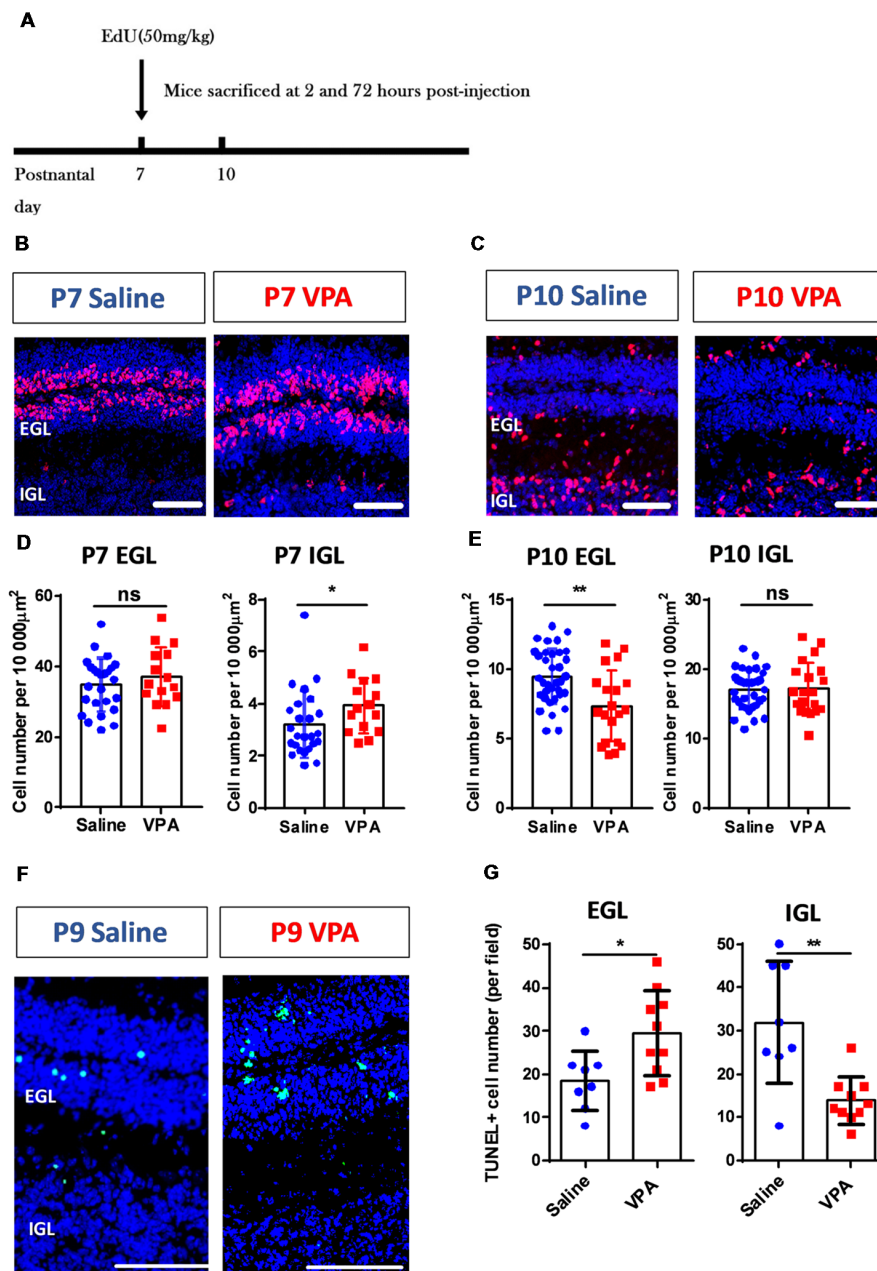 A
EdU(50mg/kg)
Mice sacrificed at 2 and 72 hours post-injection
Postnantal day
7
10
B
P7 Saline
P7 VPA
EGL
IGL
C
P10 Saline
P10 VPA
EGL
IGL
D
P7 EGL
Cell number per 10 000µm²
60
40
20
0
ns
Saline
VPA
P7 IGL
Cell number per 10 000µm²
8
6
4
2
0
*
Saline
VPA
E
P10 EGL
Cell number per 10 000µm²
15
10
5
0
**
Saline
VPA
P10 IGL
Cell number per 10 000µm²
30
20
10
0
ns
Saline
VPA
F
P9 Saline
P9 VPA
EGL
IGL
G
EGL
TUNEL+ cell number (per field)
50
40
30
20
10
0
*
Saline
VPA
IGL
50
40
30
20
10
0
**
Saline
VPA